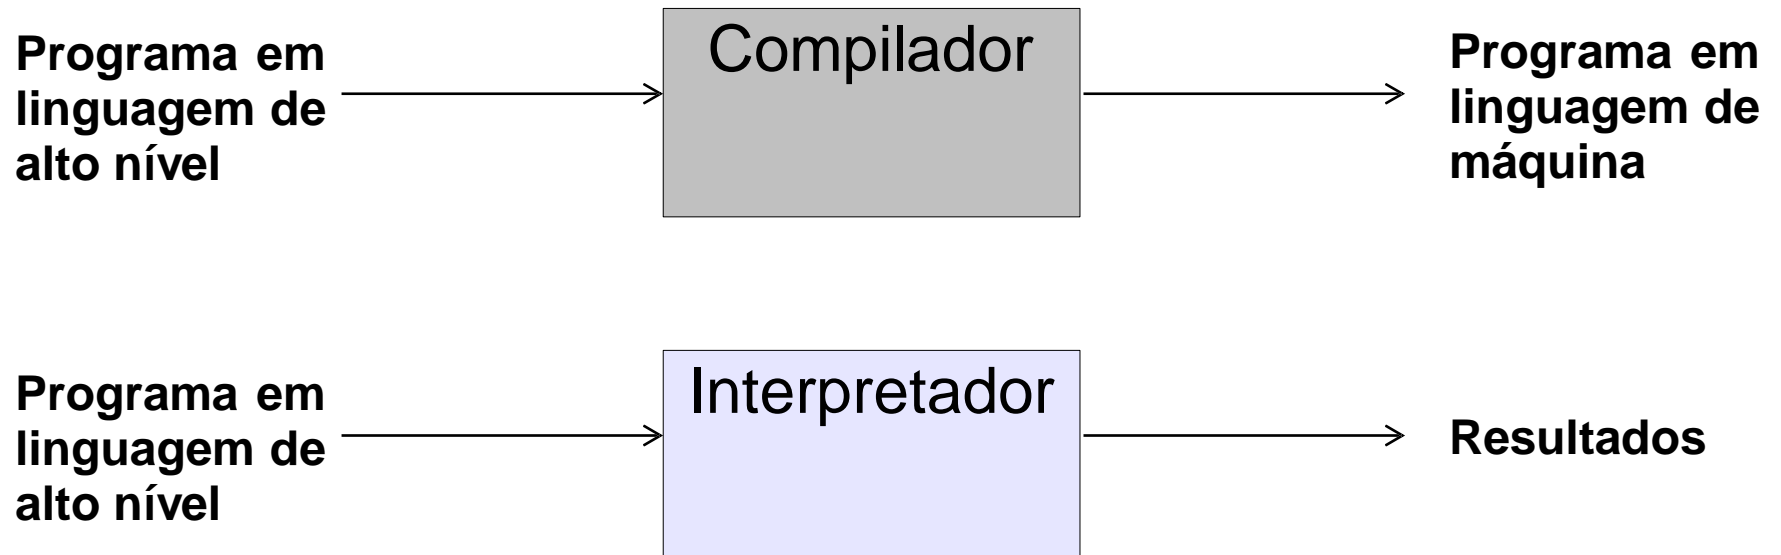 Programa em
linguagem de
alto nível
Compilador
Programa em
linguagem de
máquina
Programa em
linguagem de
alto nível
Interpretador
Resultados